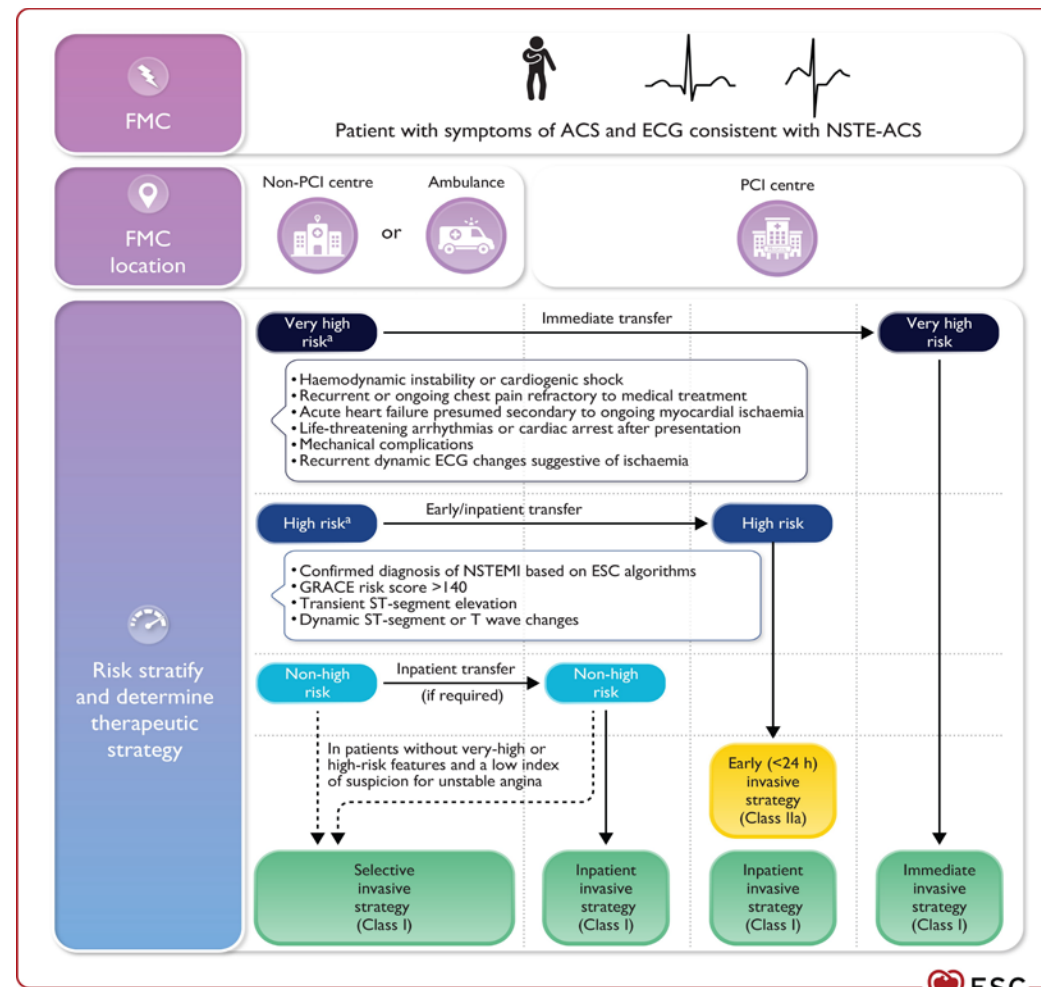 FMC
Patient with symptoms of ACS and ECG consistent with NSTE-ACS
FMC
location
Non-PCI centre
or
Ambulance
PCI centre
Risk stratify
and determine
therapeutic
strategy
Very high
riskᵃ
Immediate transfer
Very high
risk
• Haemodynamic instability or cardiogenic shock
• Recurrent or ongoing chest pain refractory to medical treatment
• Acute heart failure presumed secondary to ongoing myocardial ischaemia
• Life-threatening arrhythmias or cardiac arrest after presentation
• Mechanical complications
• Recurrent dynamic ECG changes suggestive of ischaemia
High riskᵃ
Early/inpatient transfer
High risk
• Confirmed diagnosis of NSTEMI based on ESC algorithms
• GRACE risk score >140
• Transient ST-segment elevation
• Dynamic ST-segment or T wave changes
Non-high
risk
Inpatient transfer
(if required)
Non-high
risk
In patients without very-high or
high-risk features and a low index
of suspicion for unstable angina
Early (<24 h)
invasive
strategy
(Class IIa)
Selective
invasive
strategy
(Class I)
Inpatient
invasive
strategy
(Class I)
Inpatient
invasive
strategy
(Class I)
Immediate
invasive
strategy
(Class I)
ESC